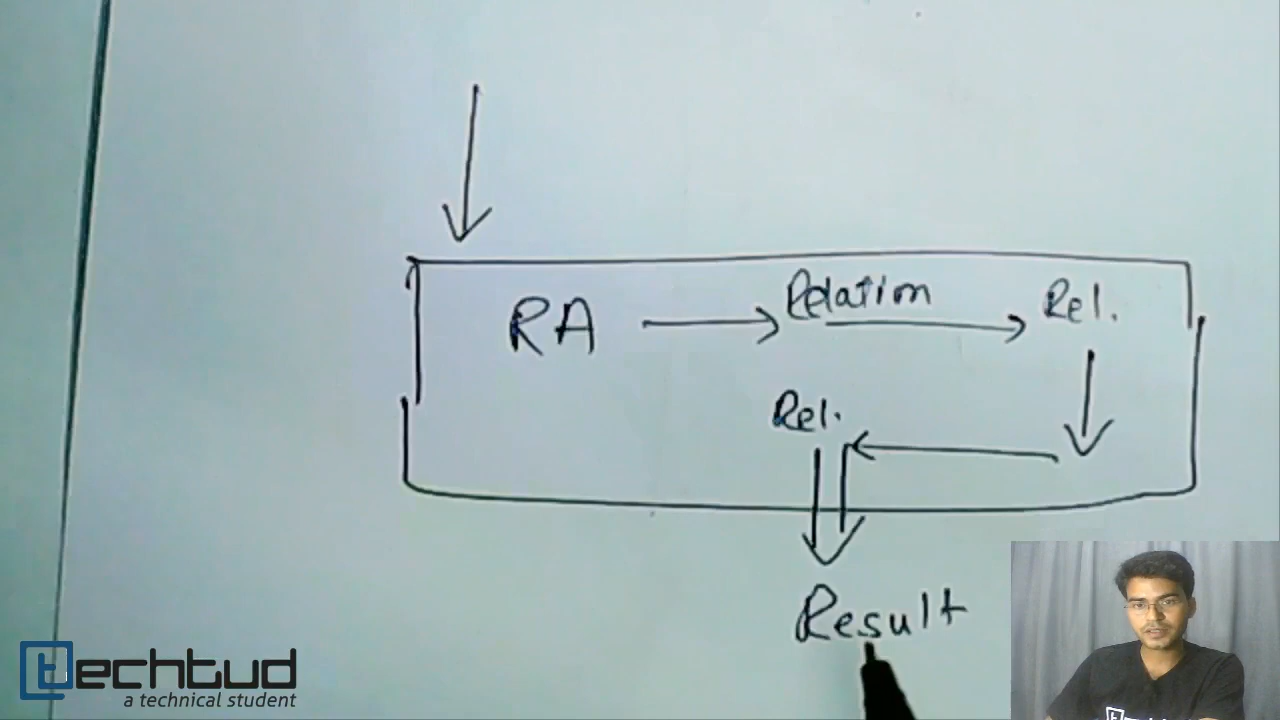 RA Relation Rel.
Rel.
Result
techtud
a technical student